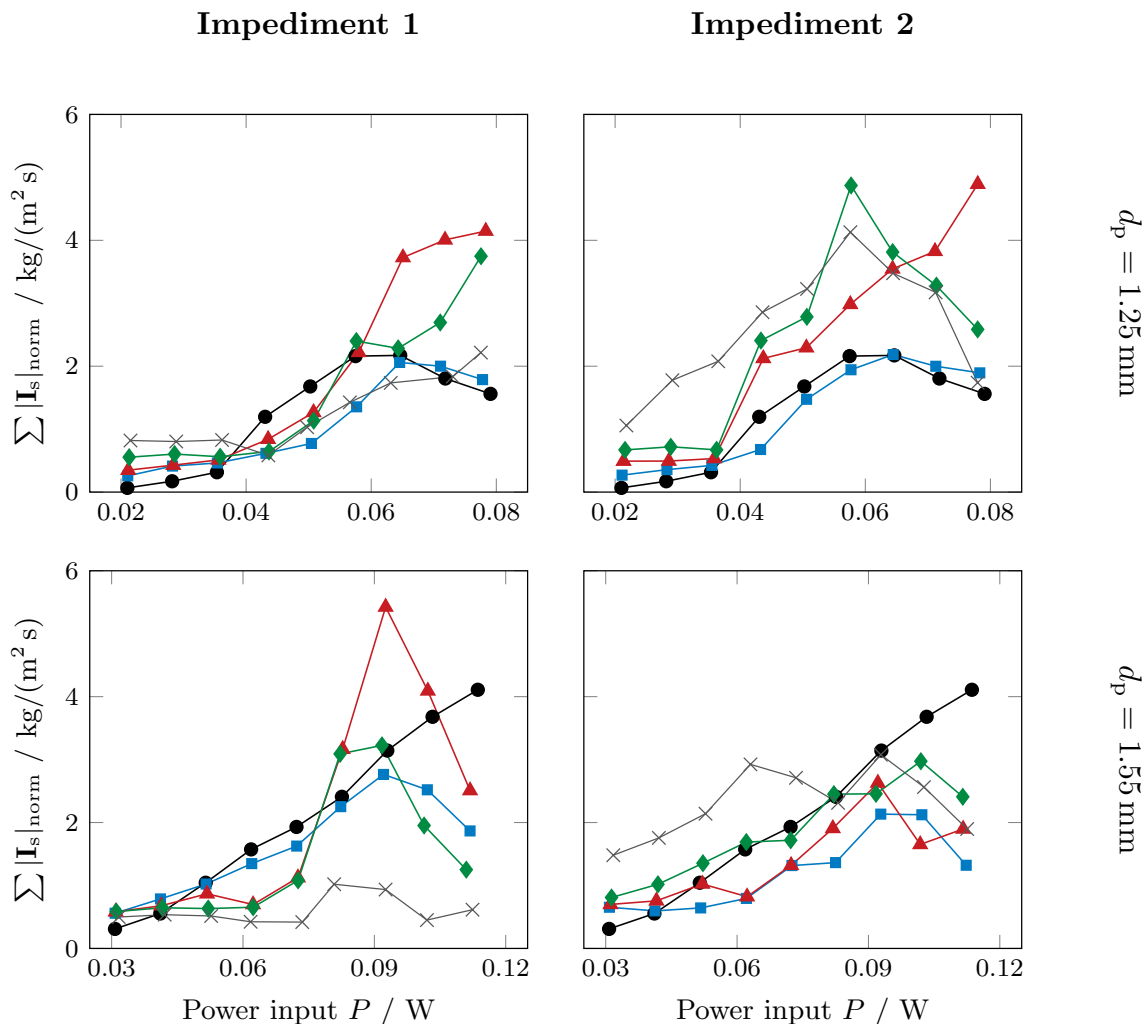 Impediment 1
Impediment 2
6
4
2
0
∑ |𝐈ₛ|norm / kg/(m² s)
0.02 0.04 0.06 0.08
0.02 0.04 0.06 0.08
dₚ = 1.25 mm
6
4
2
0
∑ |𝐈ₛ|norm / kg/(m² s)
0.03 0.06 0.09 0.12
0.03 0.06 0.09 0.12
Power input P / W
Power input P / W
dₚ = 1.55 mm